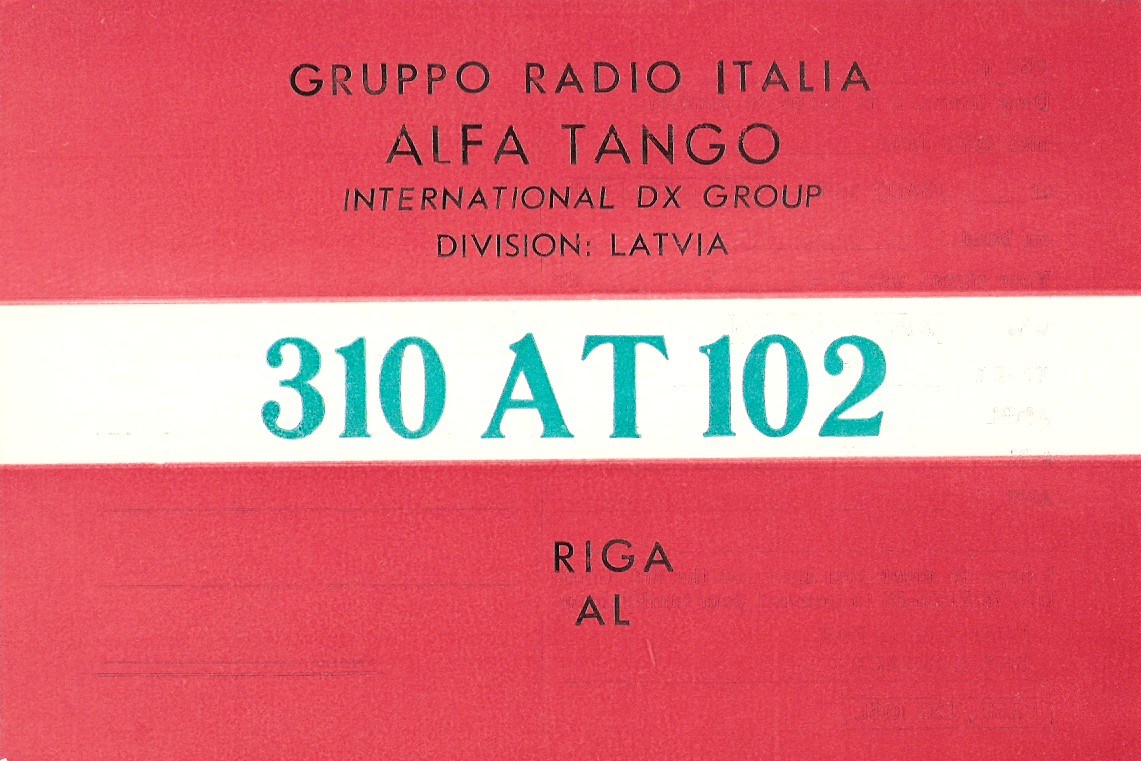 GRUPPO RADIO ITALIA
ALFA TANGO
INTERNATIONAL DX GROUP
DIVISION: LATVIA
310 AT 102
RIGA
AL